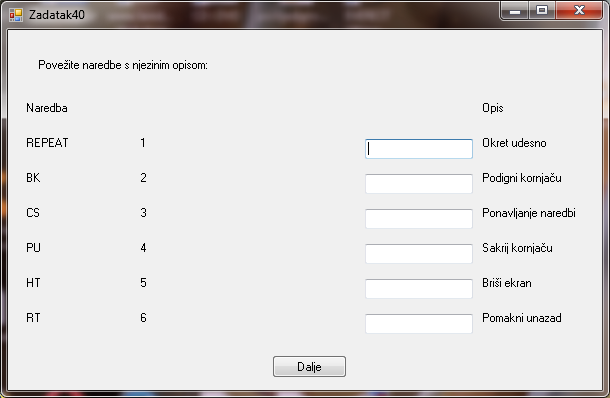 Zadatak40
Povežite naredbe s njezinim opisom:
Naredba Opis
REPEAT 1 Okret udesno
BK 2 Podigni kornjaču
CS 3 Ponavljanje naredbi
PU 4 Sakrij kornjaču
HT 5 Briši ekran
RT 6 Pomakni unazad
Dalje